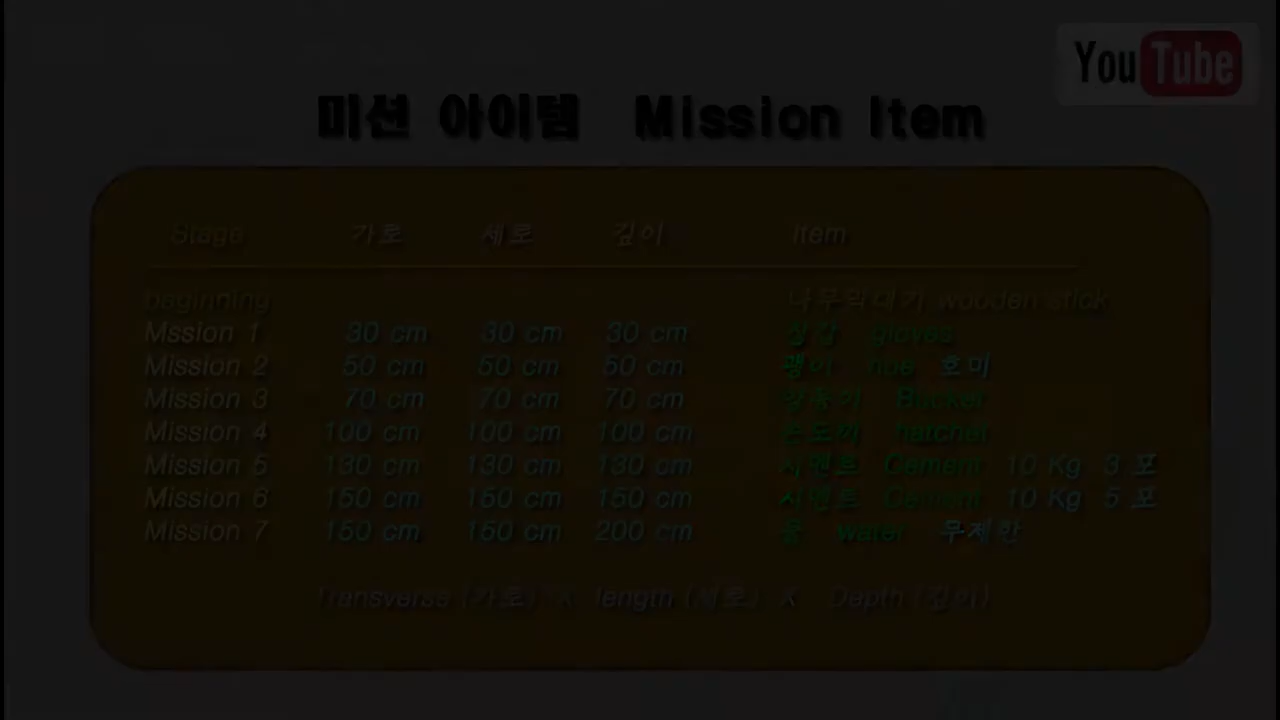 YouTube
미션 아이템 Mission Item
Stage 가로 세로 깊이 Item
beginning 나무막대기 wooden stick
Mssion 1 30 cm 30 cm 30 cm 장갑 gloves
Mission 2 50 cm 50 cm 50 cm 괭이 hoe 호미
Mission 3 70 cm 70 cm 70 cm
Mission 4 100 cm 100 cm 100 cm 손도끼 hatchet
Mission 5 130 cm 130 cm 130 cm 시멘트 Cement 10 Kg 3 포
Mission 6 150 cm 150 cm 150 cm 시멘트 Cement 10 Kg 5 포
Mission 7 150 cm 150 cm 200 cm 물 water 무제한
Transverse (가로) X length (세로) X Depth (깊이)